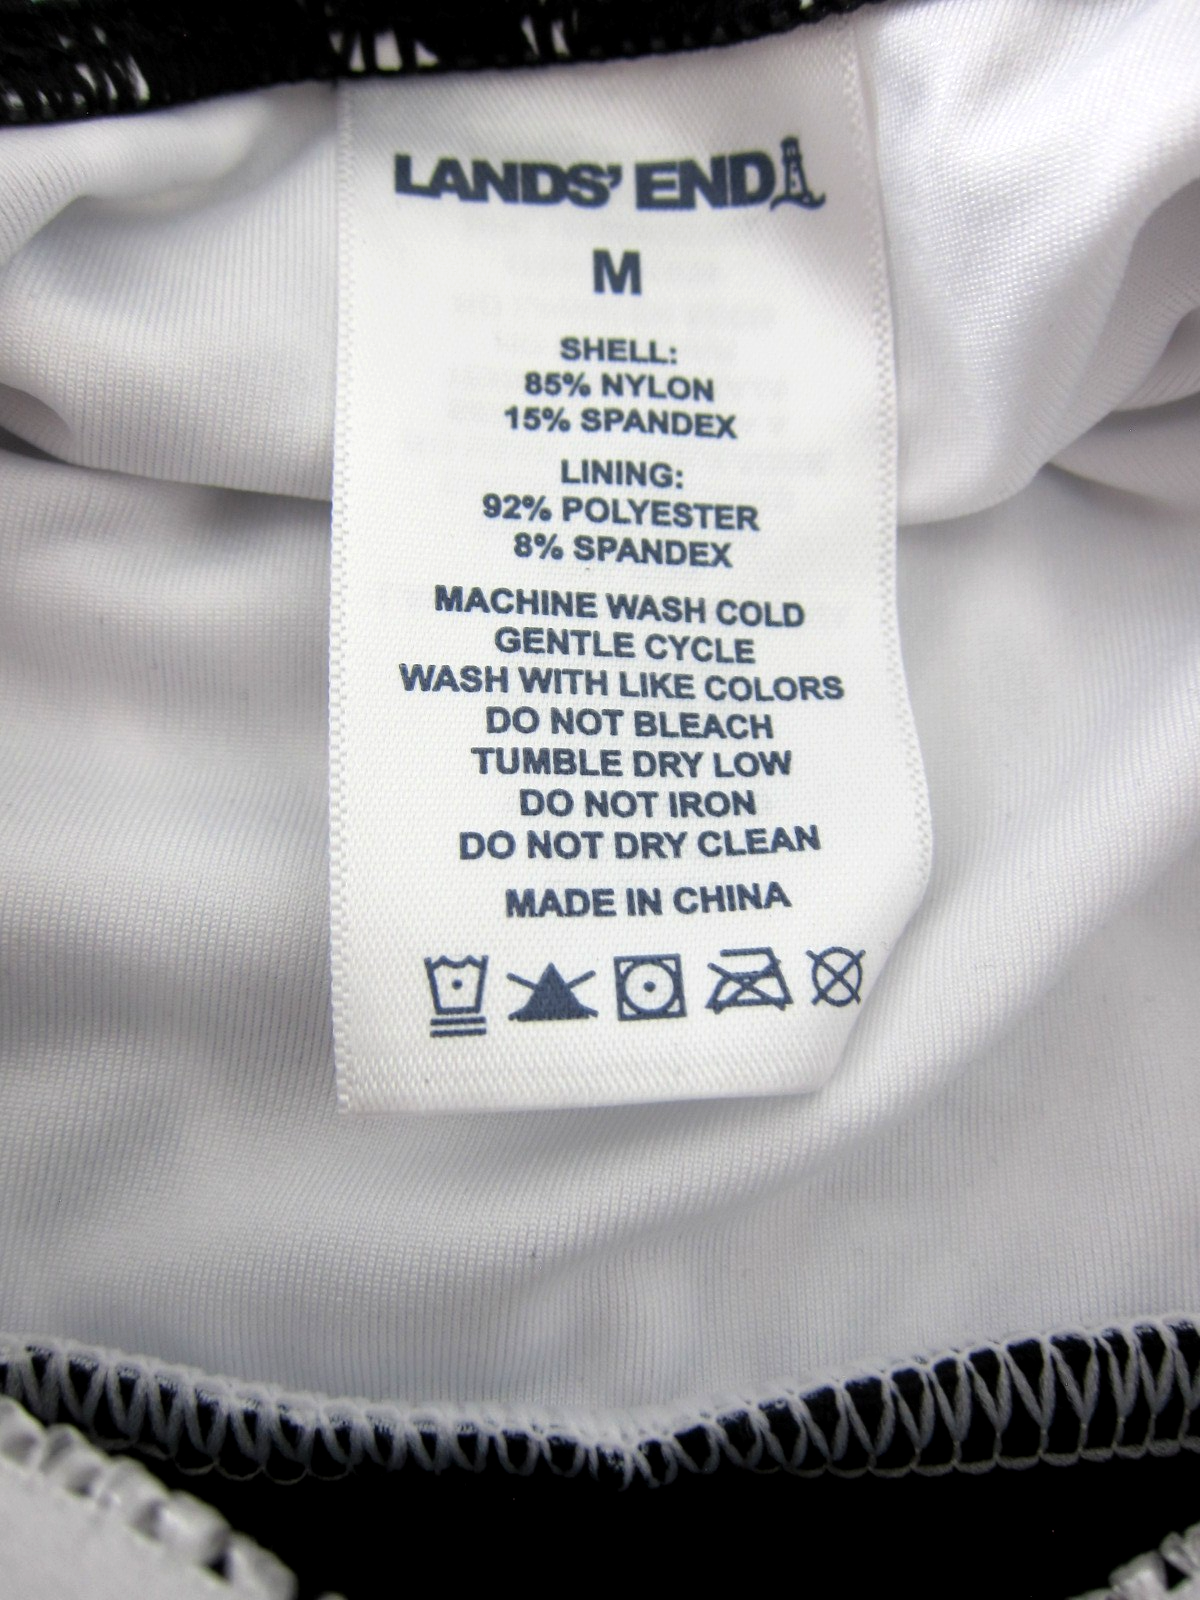 LANDS' END
M
SHELL:
85% NYLON
15% SPANDEX
LINING:
92% POLYESTER
8% SPANDEX
MACHINE WASH COLD
GENTLE CYCLE
WASH WITH LIKE COLORS
DO NOT BLEACH
TUMBLE DRY LOW
DO NOT IRON
DO NOT DRY CLEAN
MADE IN CHINA